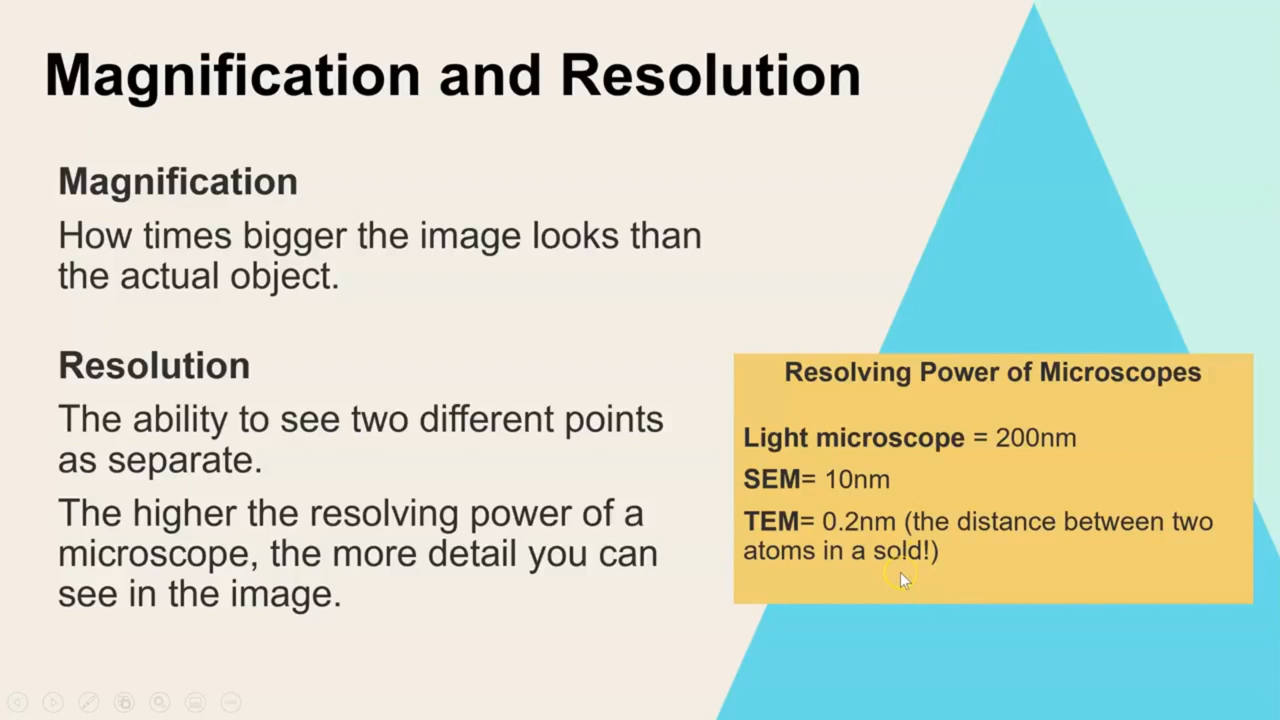 Magnification and Resolution
Magnification
How times bigger the image looks than
the actual object.
Resolution
The ability to see two different points
as separate.
The higher the resolving power of a
microscope, the more detail you can
see in the image.
Resolving Power of Microscopes
Light microscope = 200nm
SEM= 10nm
TEM= 0.2nm (the distance between two
atoms in a sold!)